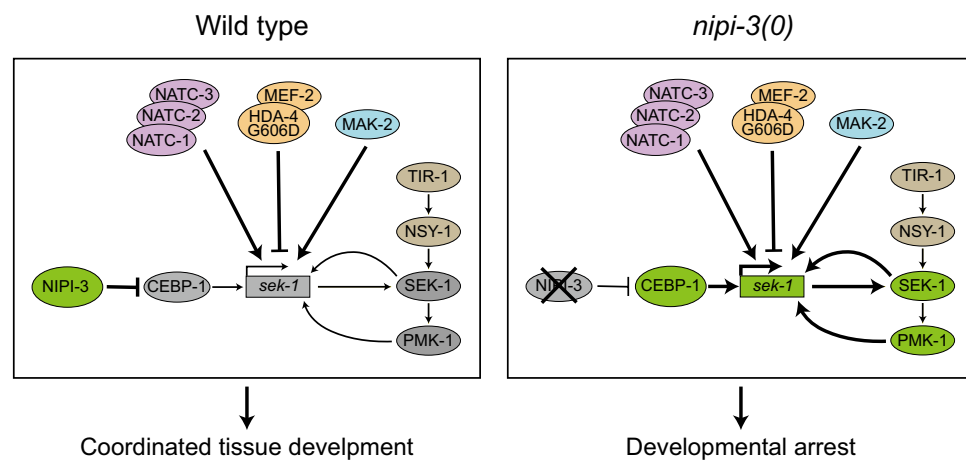 Wild type
NATC-3
NATC-2
NATC-1
MEF-2
HDA-4
G606D
MAK-2
TIR-1
NSY-1
NIPI-3
CEBP-1
sek-1
SEK-1
PMK-1
Coordinated tissue develpment
nipi-3(0)
NATC-3
NATC-2
NATC-1
MEF-2
HDA-4
G606D
MAK-2
TIR-1
NSY-1
NIPI-3
CEBP-1
sek-1
SEK-1
PMK-1
Developmental arrest